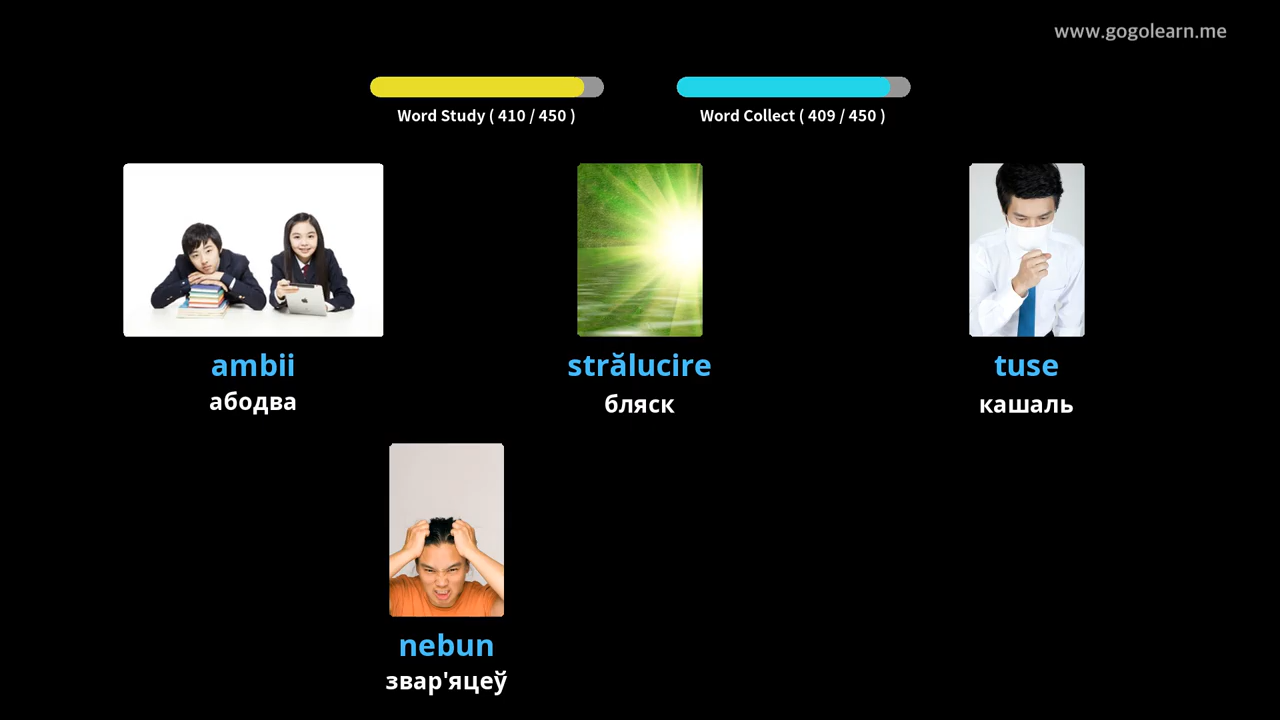 www.gogolearn.me
Word Study ( 410 / 450 )
Word Collect ( 409 / 450 )
ambii
абодва
strălucire
бляск
tuse
кашаль
nebun
звар'яцеў